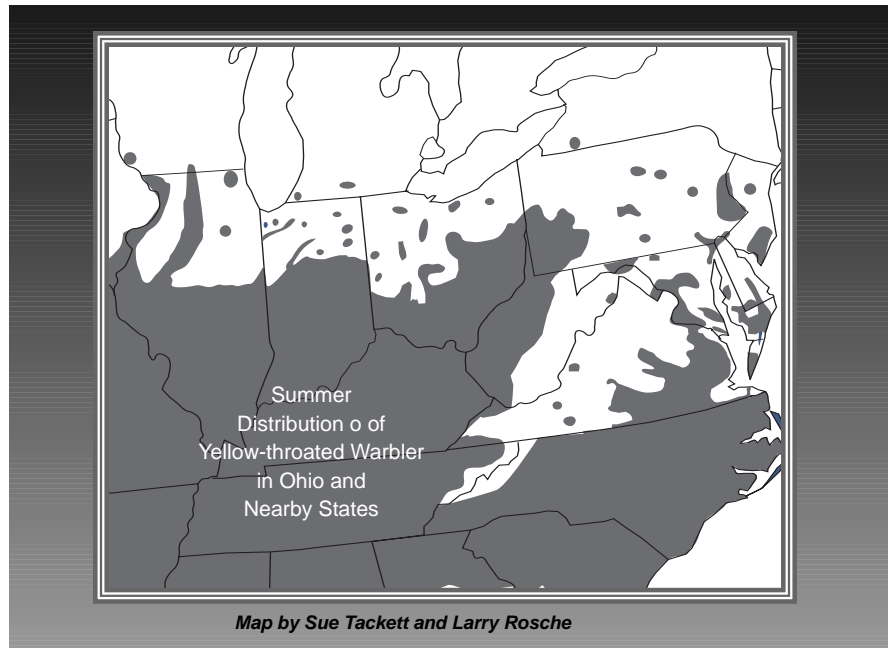 Summer
Distribution o of
Yellow-throated Warbler
in Ohio and
Nearby States
Map by Sue Tackett and Larry Rosche